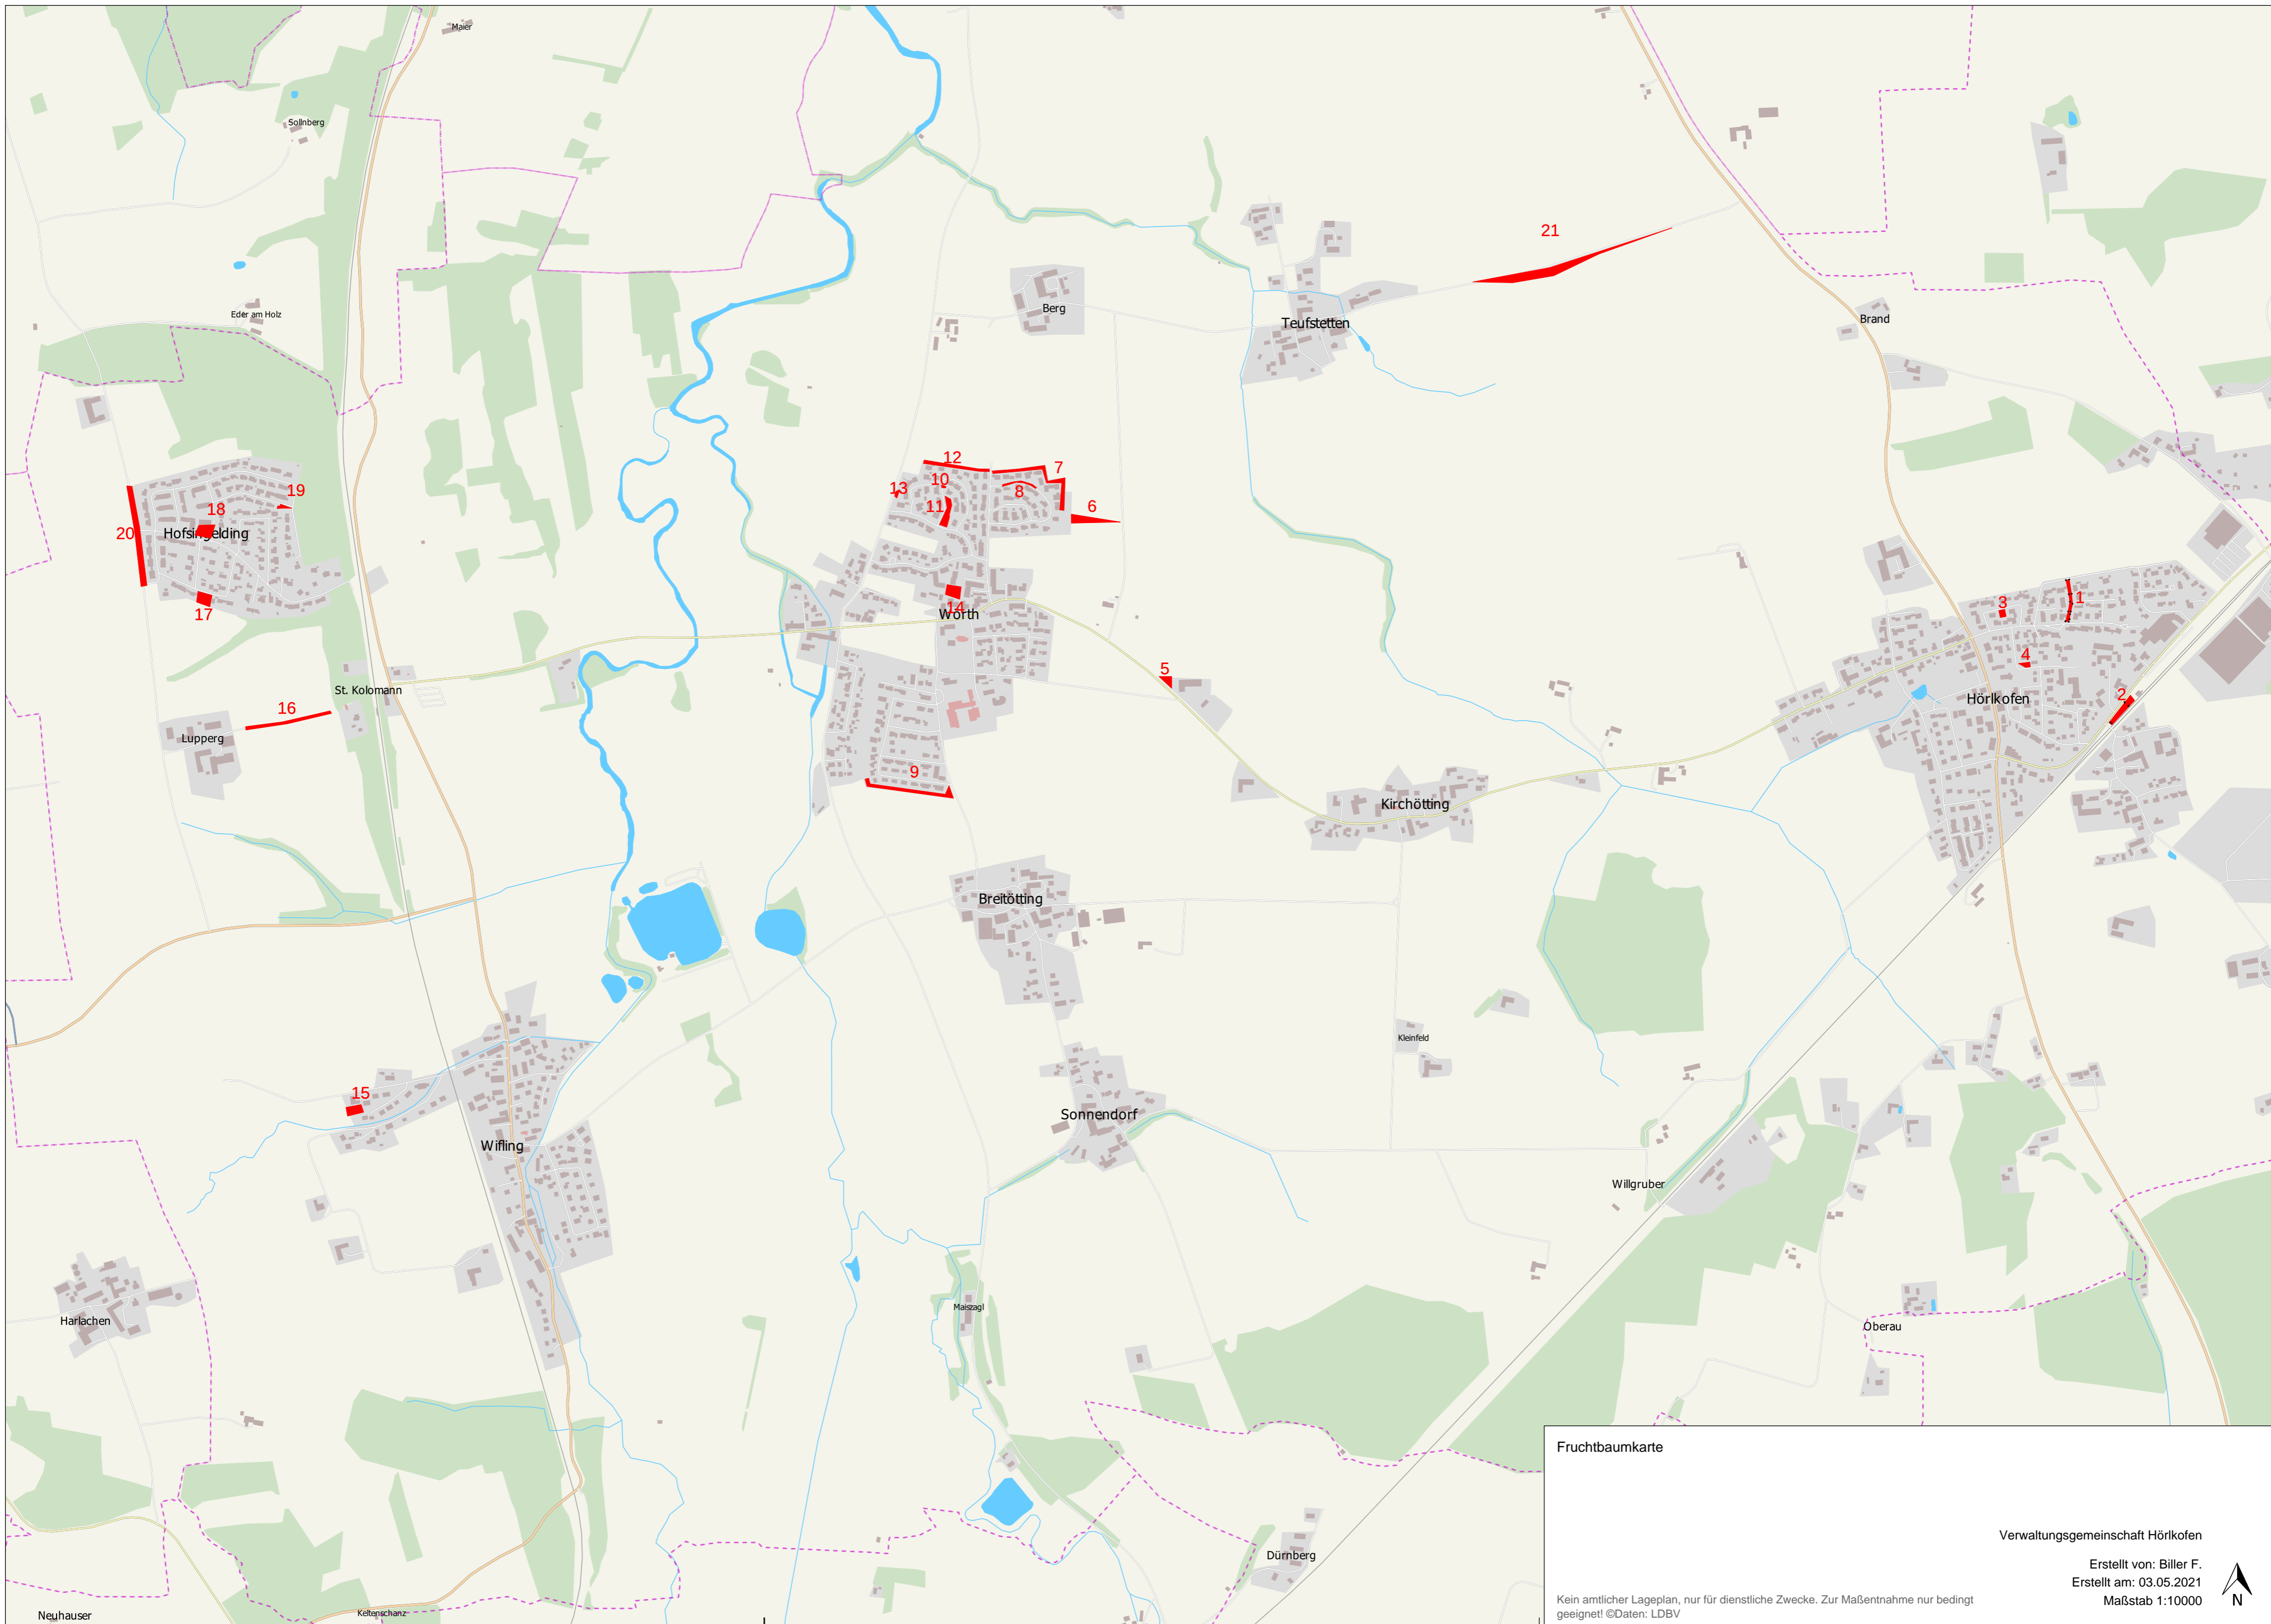 Maier
Sollnberg
21
Eder am Holz
Berg
Teufstetten
Brand
12
7
10
8
13
11
6
19
18
20
Hofsingelding
17
14
Wörth
3
1
4
5
2
St. Kolomann
16
Lupperg
Hörlkofen
9
Kirchötting
Breitötting
Kleinfeld
15
Sonnendorf
Wifling
Willgruber
Maiszagl
Harlachen
Oberau
Dürnberg
Neuhauser
Keltenschanz
Fruchtbaumkarte
Verwaltungsgemeinschaft Hörlkofen
Erstellt von: Biller F.
Erstellt am: 03.05.2021
Maßstab 1:10000
N
Kein amtlicher Lageplan, nur für dienstliche Zwecke. Zur Maßentnahme nur bedingt
geeignet! ©Daten: LDBV